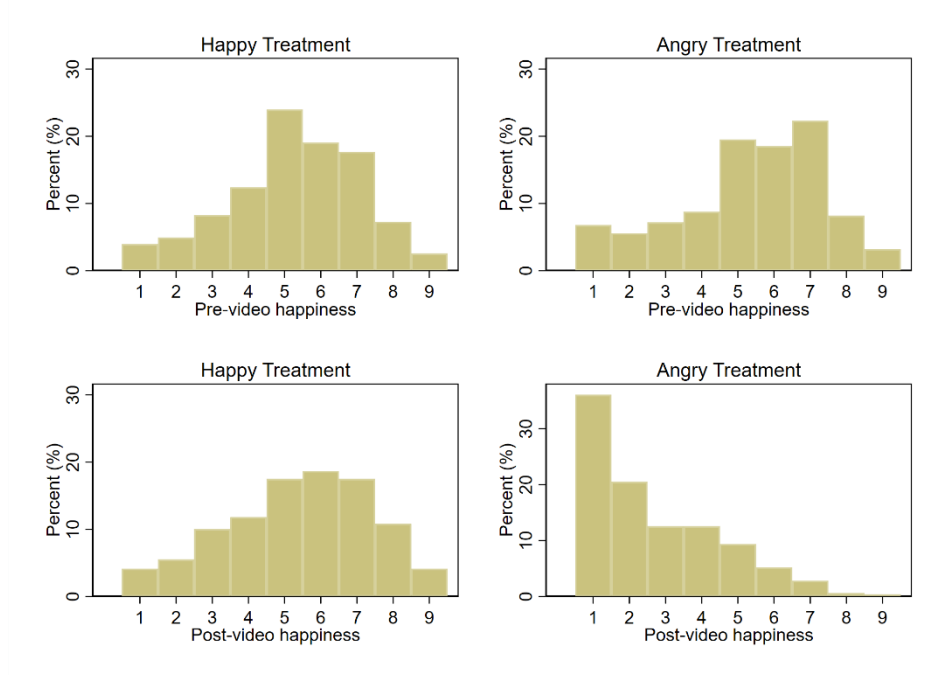 Happy Treatment
Percent (%)
0
10
20
30
1 2 3 4 5 6 7 8 9
Pre-video happiness
Angry Treatment
Percent (%)
0
10
20
30
1 2 3 4 5 6 7 8 9
Pre-video happiness
Happy Treatment
Percent (%)
0
10
20
30
1 2 3 4 5 6 7 8 9
Post-video happiness
Angry Treatment
Percent (%)
0
10
20
30
1 2 3 4 5 6 7 8 9
Post-video happiness